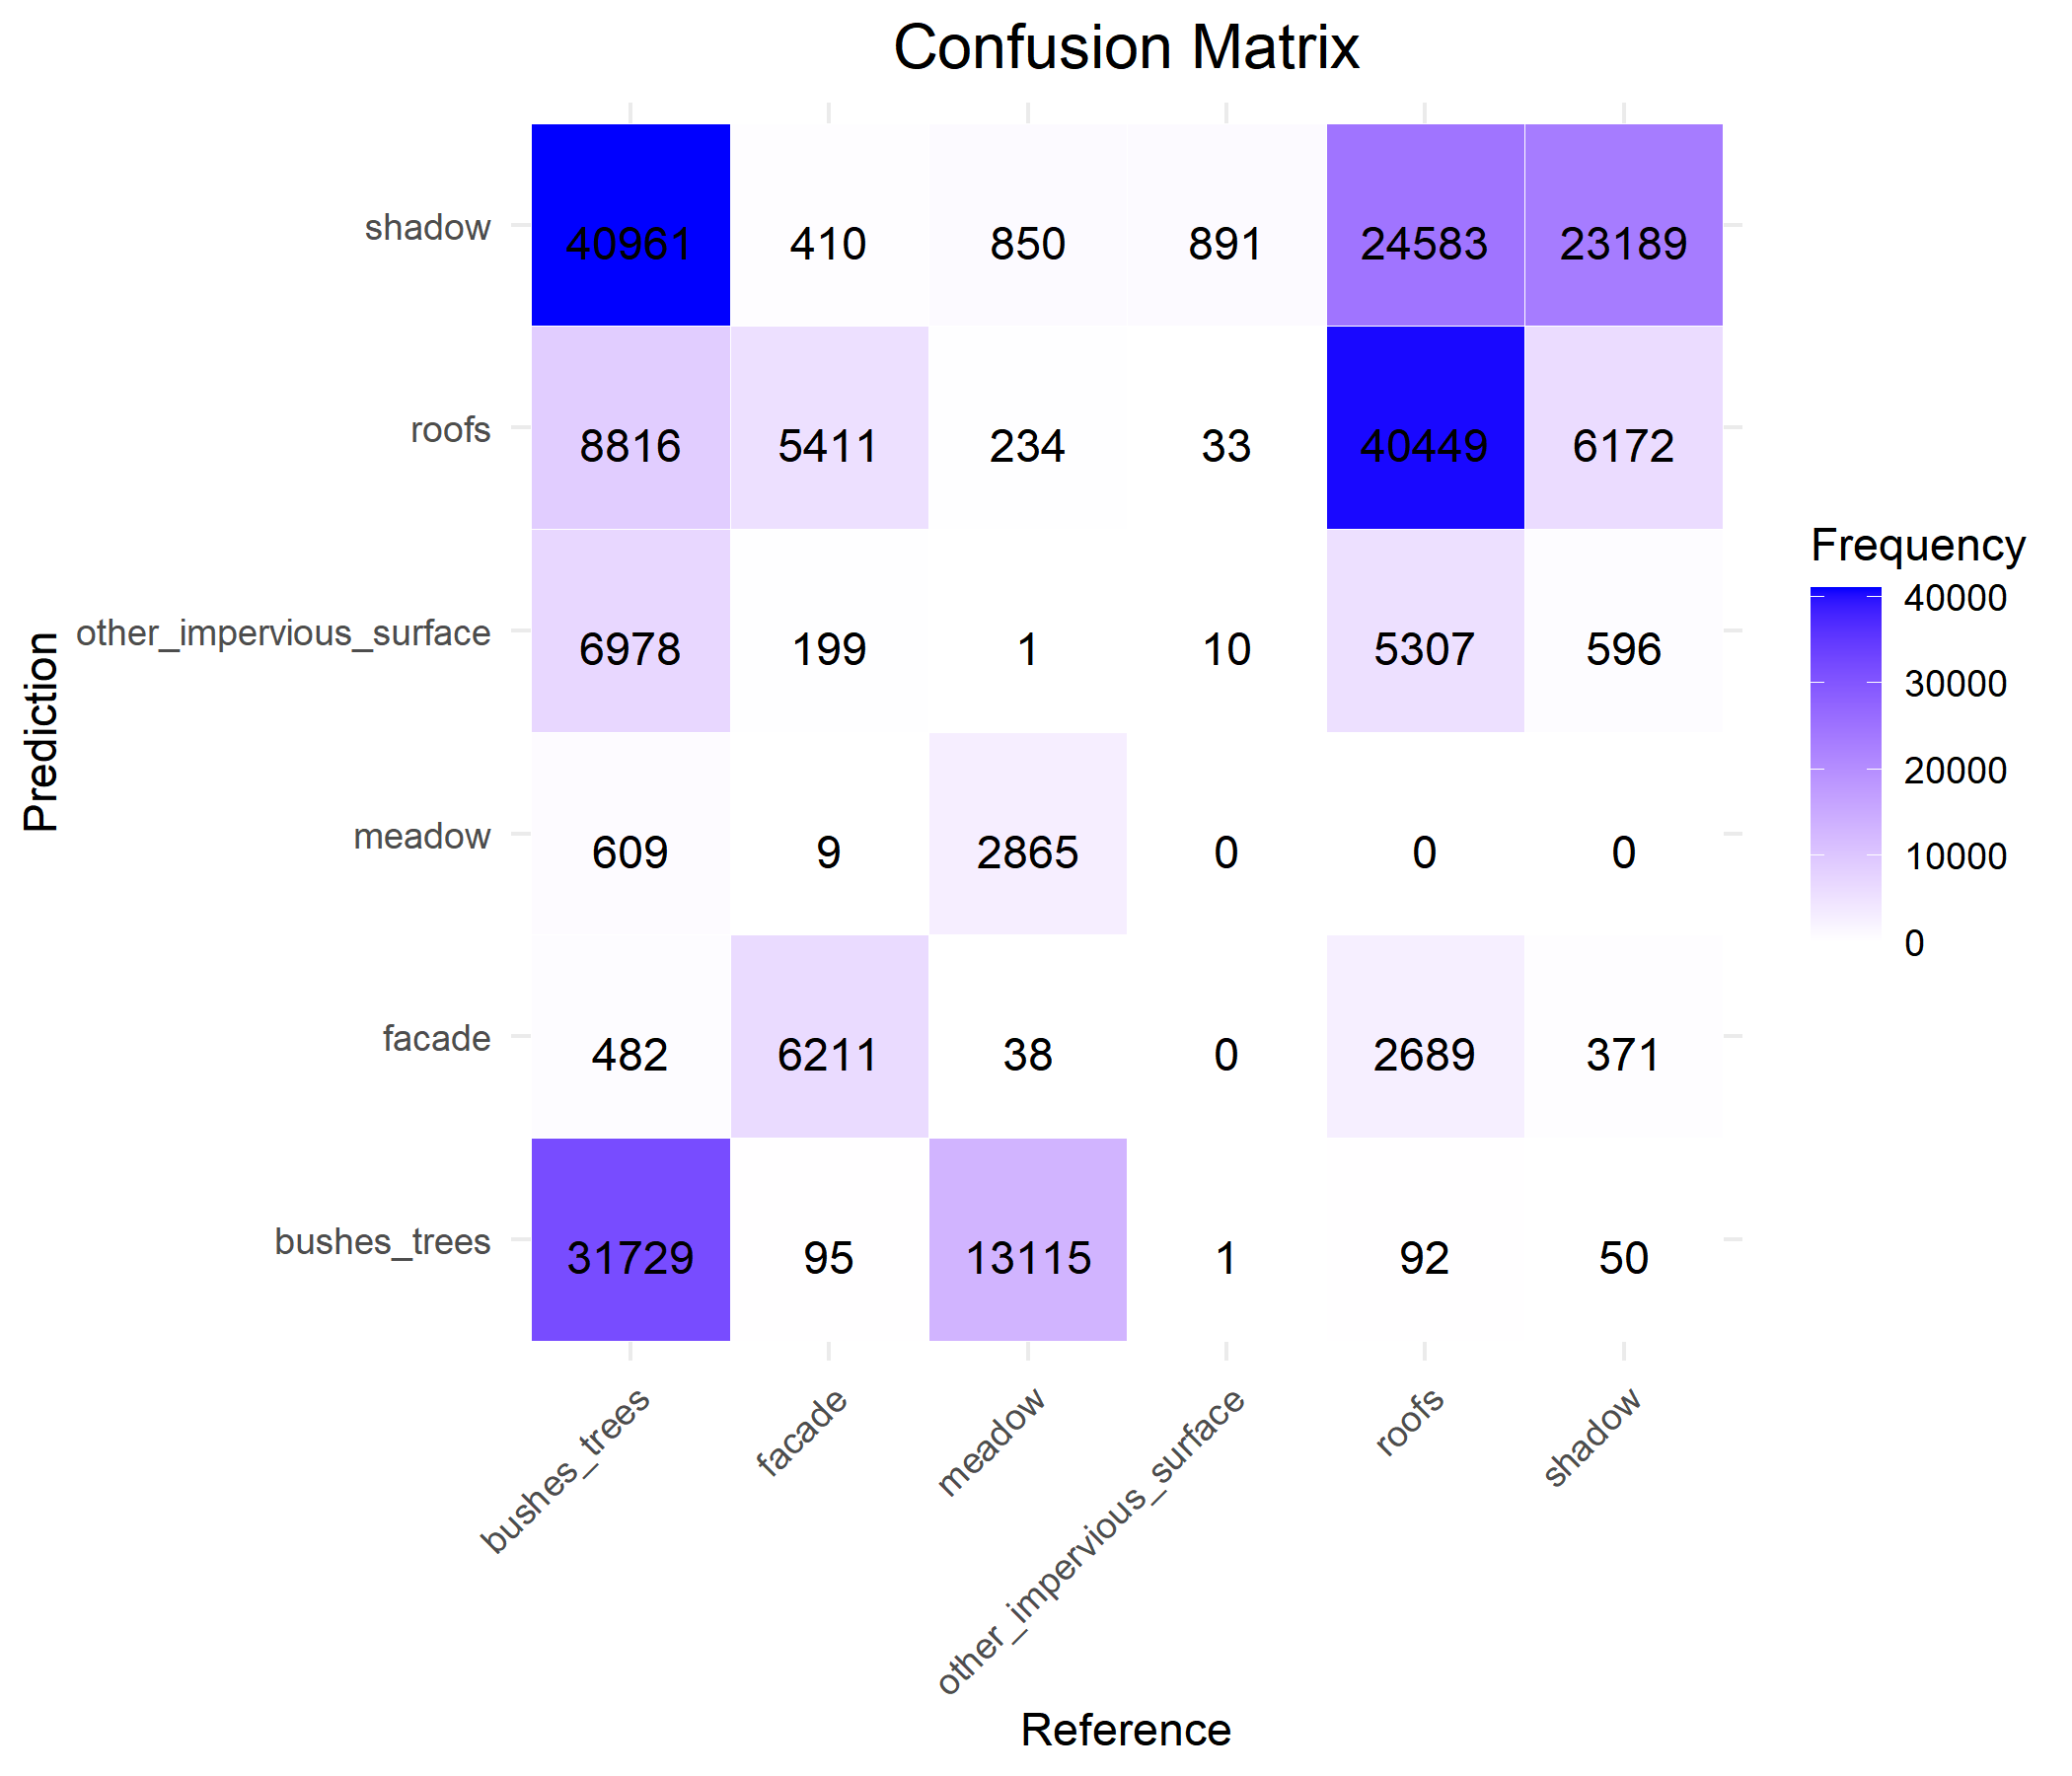 Confusion Matrix
Prediction
shadow
40961 410 850 891 24583 23189
roofs
8816 5411 234 33 40449 6172
other_impervious_surface
6978 199 1 10 5307 596
meadow
609 9 2865 0 0 0
facade
482 6211 38 0 2689 371
bushes_trees
31729 95 13115 1 92 50
bushes_trees
facade
meadow
other_impervious_surface
roofs
shadow
Reference
Frequency
40000
30000
20000
10000
0